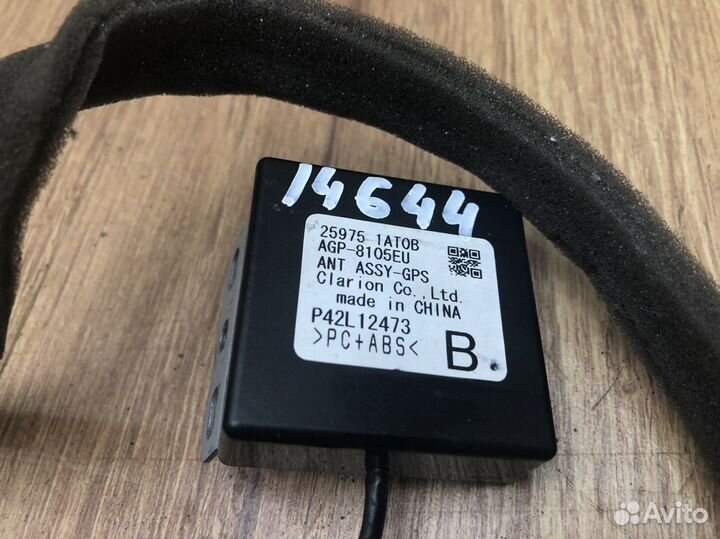 14644
25975 1AT0B
AGP-8105EU
ANT ASSY-GPS
Clarion Co.,Ltd.
made in CHINA
P42L12473
>PC+ABS<
B
Avito